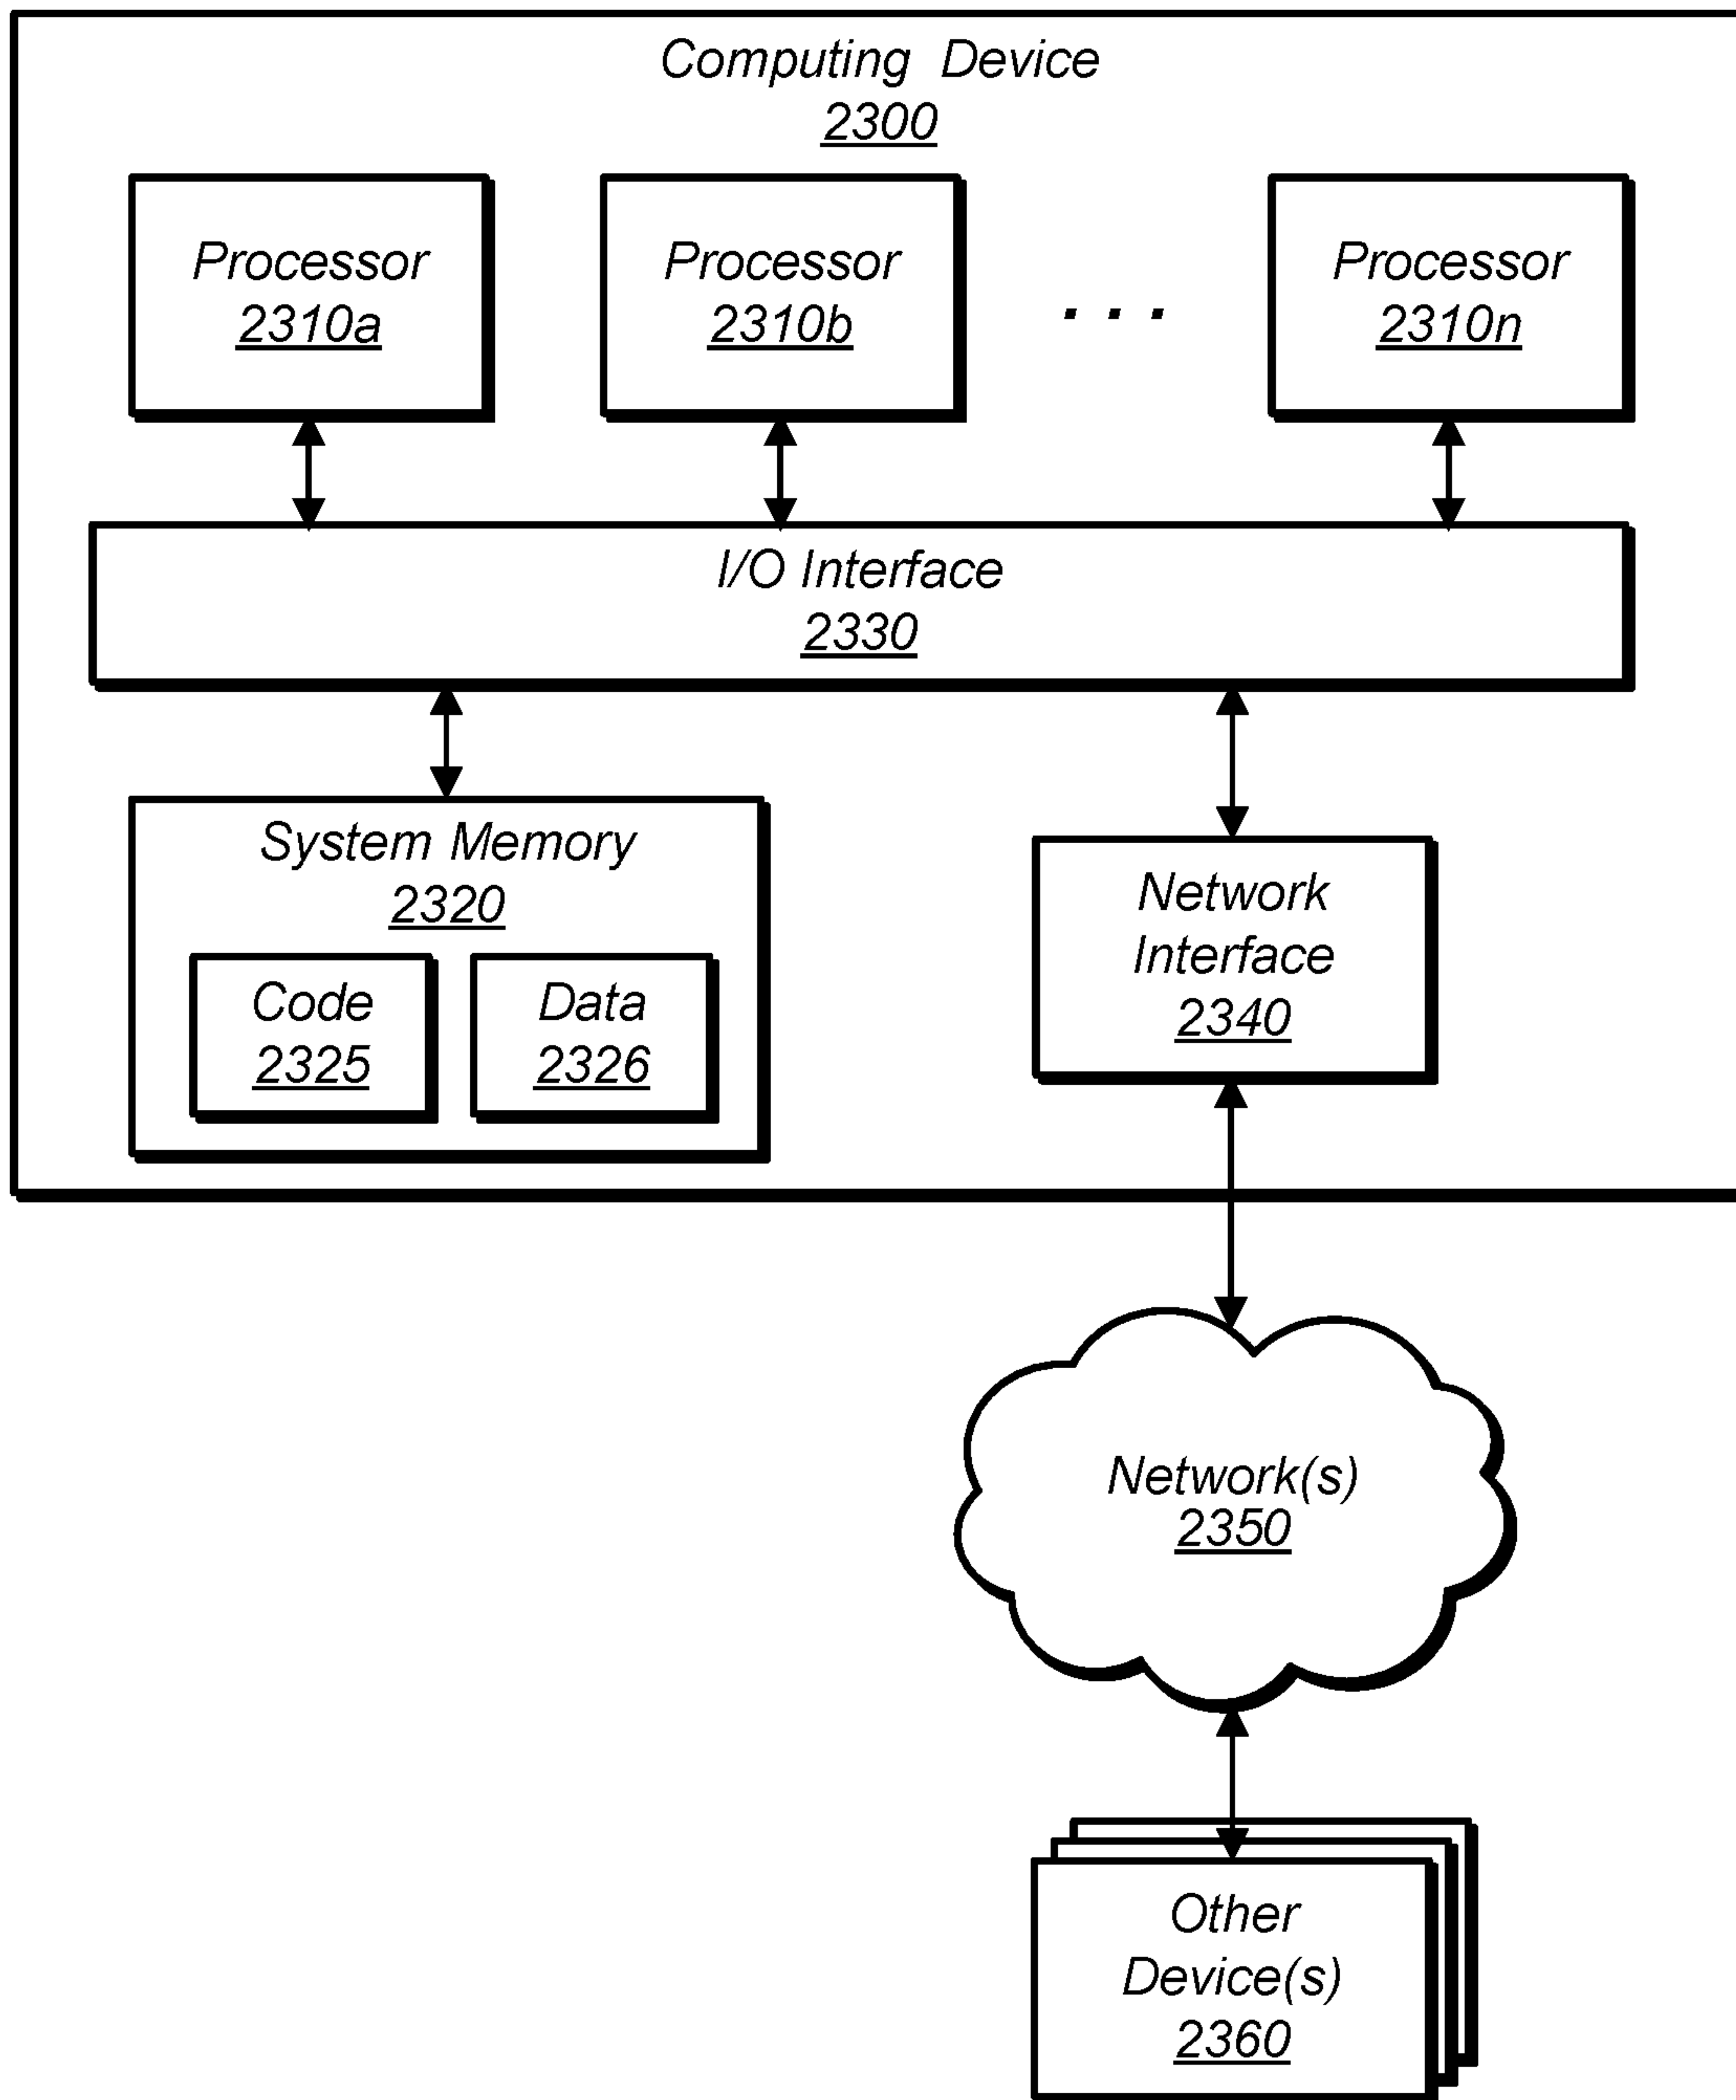 Computing Device
2300
Processor
2310a
Processor
2310b
. . .
Processor
2310n
I/O Interface
2330
System Memory
2320
Code
2325
Data
2326
Network
Interface
2340
Network(s)
2350
Other
Device(s)
2360